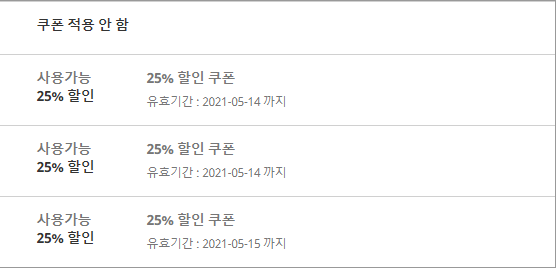 쿠폰 적용 안 함
사용가능 25% 할인 쿠폰
25% 할인 유효기간 : 2021-05-14 까지
사용가능 25% 할인 쿠폰
25% 할인 유효기간 : 2021-05-14 까지
사용가능 25% 할인 쿠폰
25% 할인 유효기간 : 2021-05-15 까지